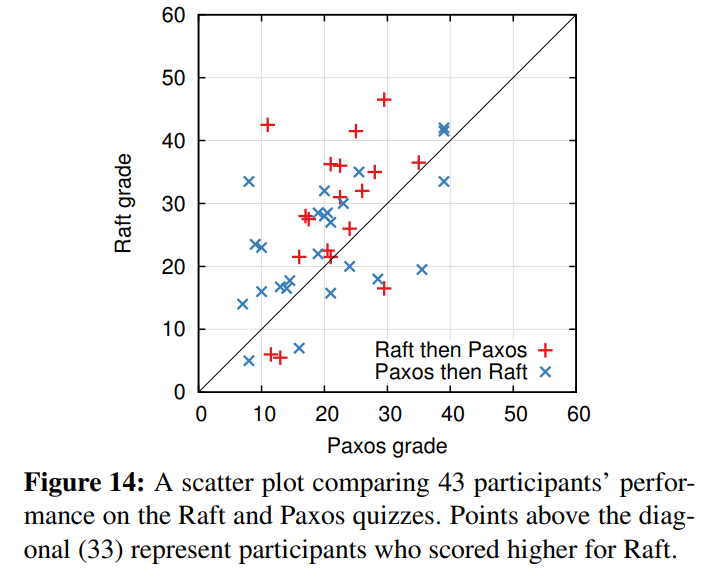 60
50
40
30
20
10
0
Raft grade
Raft then Paxos
Paxos then Raft
0 10 20 30 40 50 60
Paxos grade
Figure 14: A scatter plot comparing 43 participants’ perfor-
mance on the Raft and Paxos quizzes. Points above the diag-
onal (33) represent participants who scored higher for Raft.